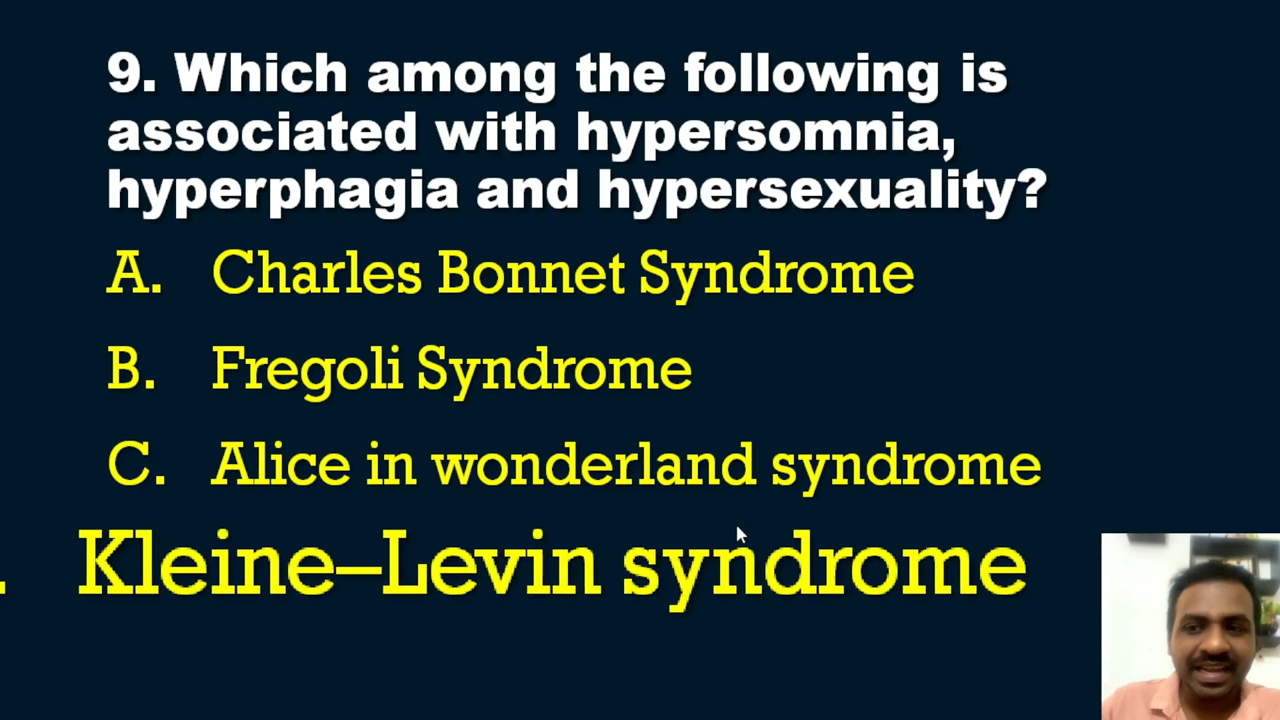 9. Which among the following is
associated with hypersomnia,
hyperphagia and hypersexuality?
A. Charles Bonnet Syndrome
B. Fregoli Syndrome
C. Alice in wonderland syndrome
. Kleine–Levin syndrome